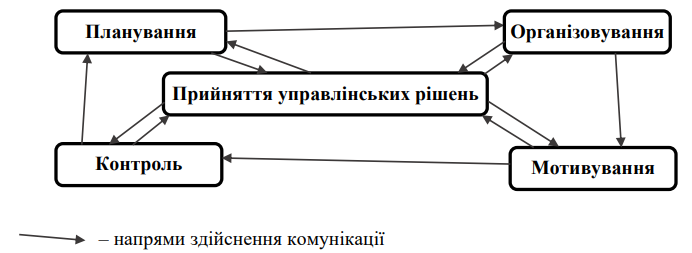 Планування
Організовування
Прийняття управлінських рішень
Контроль
Мотивування
– напрями здійснення комунікації